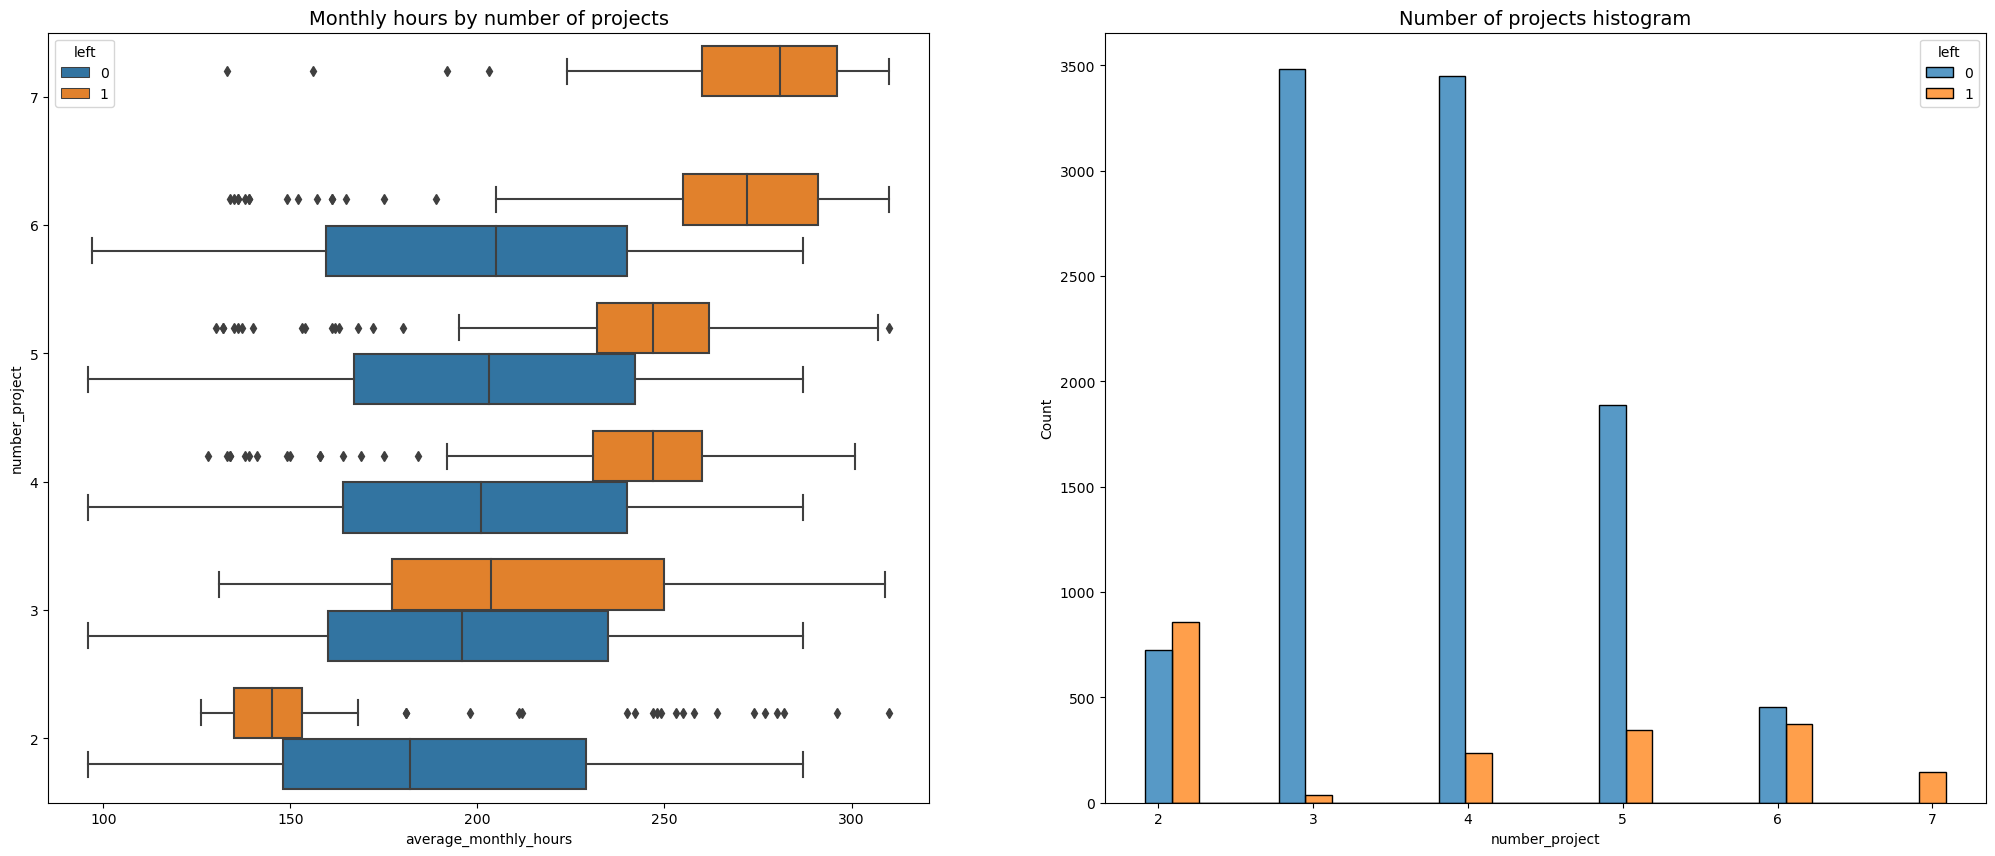 Monthly hours by number of projects
left
0
1
7
6
5
4
3
2
number_project
100 150 200 250 300
average_monthly_hours
Number of projects histogram
left
0
1
3500
3000
2500
2000
1500
1000
500
0
Count
2 3 4 5 6 7
number_project